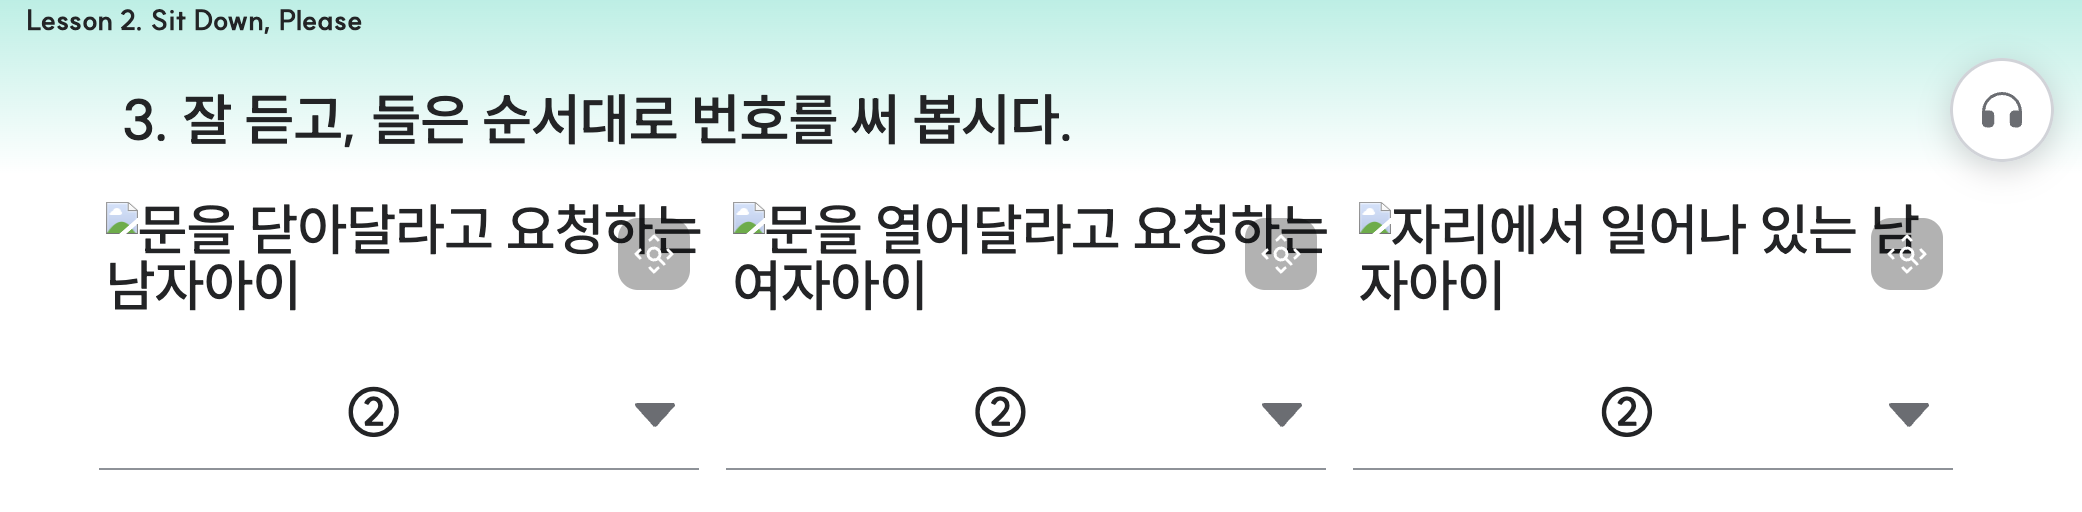 Lesson 2. Sit Down, Please
3. 잘 듣고, 들은 순서대로 번호를 써 봅시다.
문을 닫아달라고 요청하는
남자아이
문을 열어달라고 요청하는
여자아이
자리에서 일어나 있는 남
자아이
② ② ②